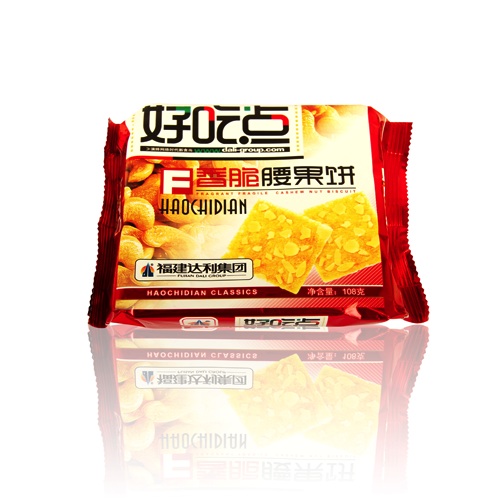 好吃点
dali-group.com
香脆腰果饼
FRAGRANT FRAGILE CASHEW NUT BISCUIT
HAOCHIDIAN
福建达利集团
FUJIAN DALI GROUP
HAOCHIDIAN CLASSICS
净含量：108克
好吃点